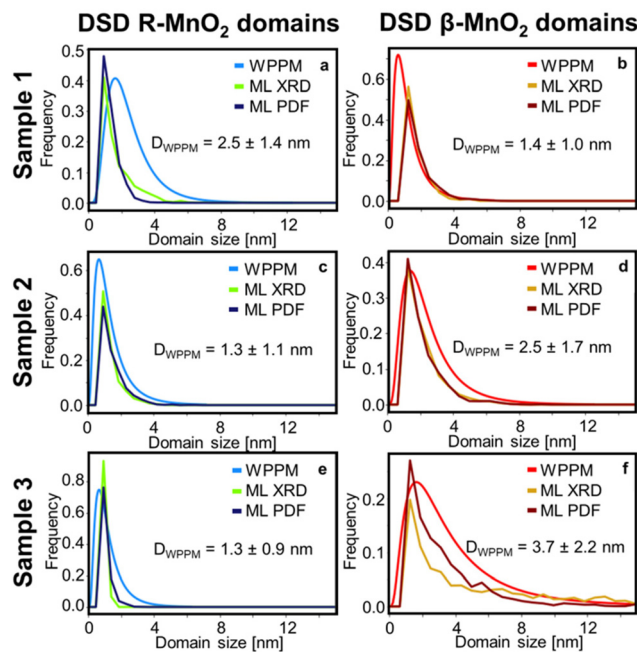 DSD R-MnO₂ domains
DSD β-MnO₂ domains
Sample 1
Frequency
0.5
0.4
0.3
0.2
0.1
0.0
a
WPPM
ML XRD
ML PDF
D_WPPM = 2.5 ± 1.4 nm
0 4 8 12
Domain size [nm]
Frequency
0.6
0.4
0.2
0.0
b
WPPM
ML XRD
ML PDF
D_WPPM = 1.4 ± 1.0 nm
0 4 8 12
Domain size [nm]
Sample 2
Frequency
0.6
0.4
0.2
0.0
c
WPPM
ML XRD
ML PDF
D_WPPM = 1.3 ± 1.1 nm
0 4 8 12
Domain size [nm]
Frequency
0.4
0.3
0.2
0.1
0.0
d
WPPM
ML XRD
ML PDF
D_WPPM = 2.5 ± 1.7 nm
0 4 8 12
Domain size [nm]
Sample 3
Frequency
0.8
0.6
0.4
0.2
0.0
e
WPPM
ML XRD
ML PDF
D_WPPM = 1.3 ± 0.9 nm
0 4 8 12
Domain size [nm]
Frequency
0.2
0.1
0.0
f
WPPM
ML XRD
ML PDF
D_WPPM = 3.7 ± 2.2 nm
0 4 8 12
Domain size [nm]